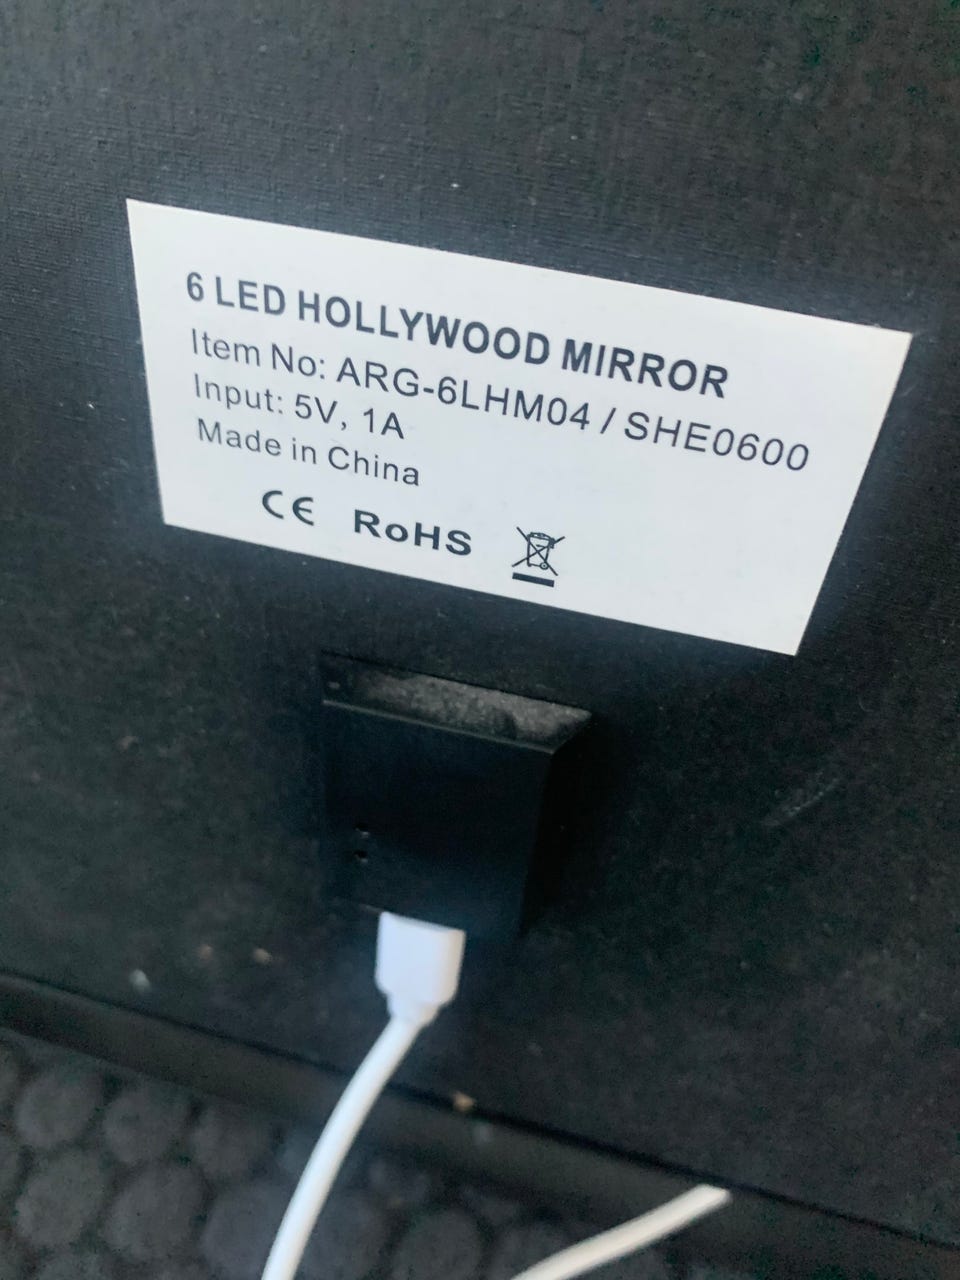 6 LED HOLLYWOOD MIRROR
Item No: ARG-6LHM04 / SHE0600
Input: 5V, 1A
Made in China
CE RoHS